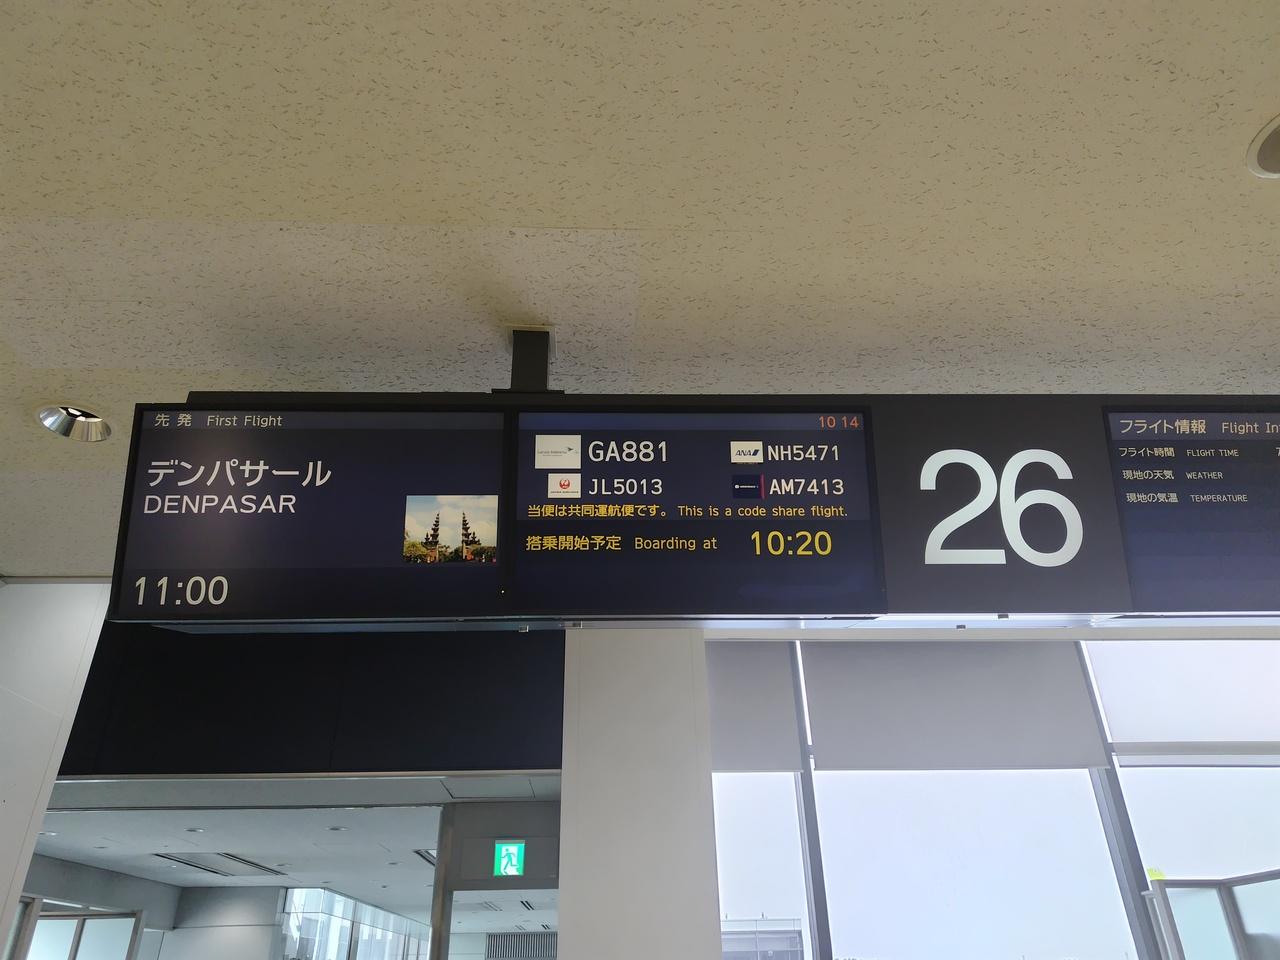 先発 First Flight
デンパサール
DENPASAR
11:00
10 14
GA881
NH5471
ANA
JL5013
AM7413
当便は共同運航便です。 This is a code share flight.
搭乗開始予定 Boarding at 10:20
26
フライト情報 Flight In
フライト時間 FLIGHT TIME
現地の天気 WEATHER
現地の気温 TEMPERATURE